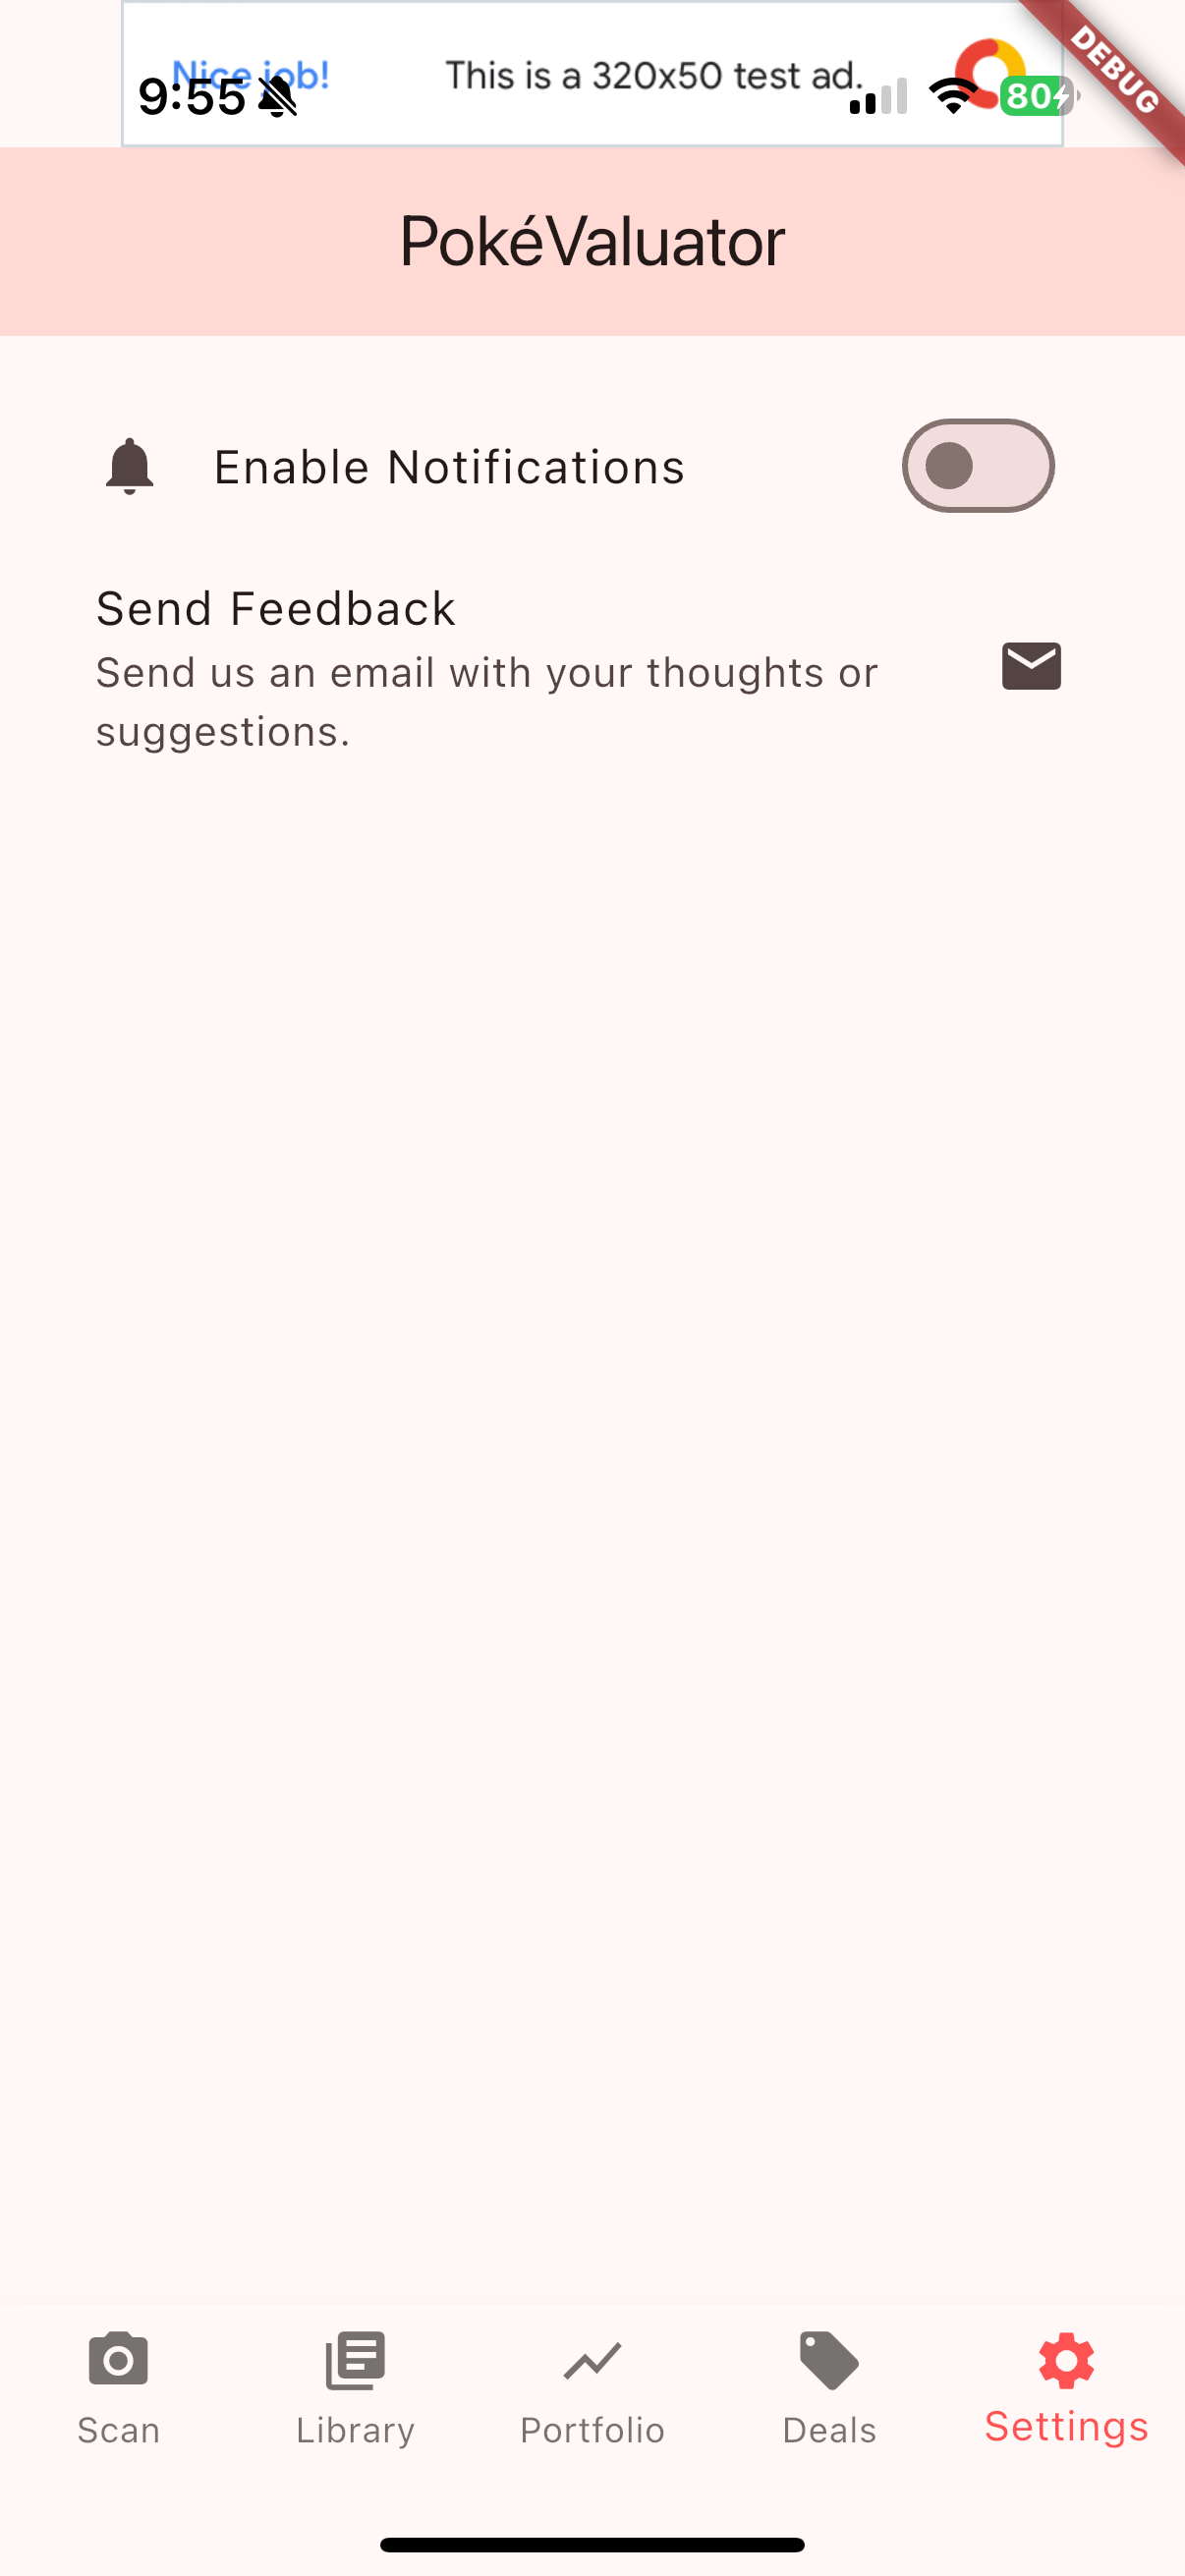 Nice job!
This is a 320x50 test ad.
9:55
80
DEBUG
PokéValuator
Enable Notifications
Send Feedback
Send us an email with your thoughts or
suggestions.
Scan
Library
Portfolio
Deals
Settings